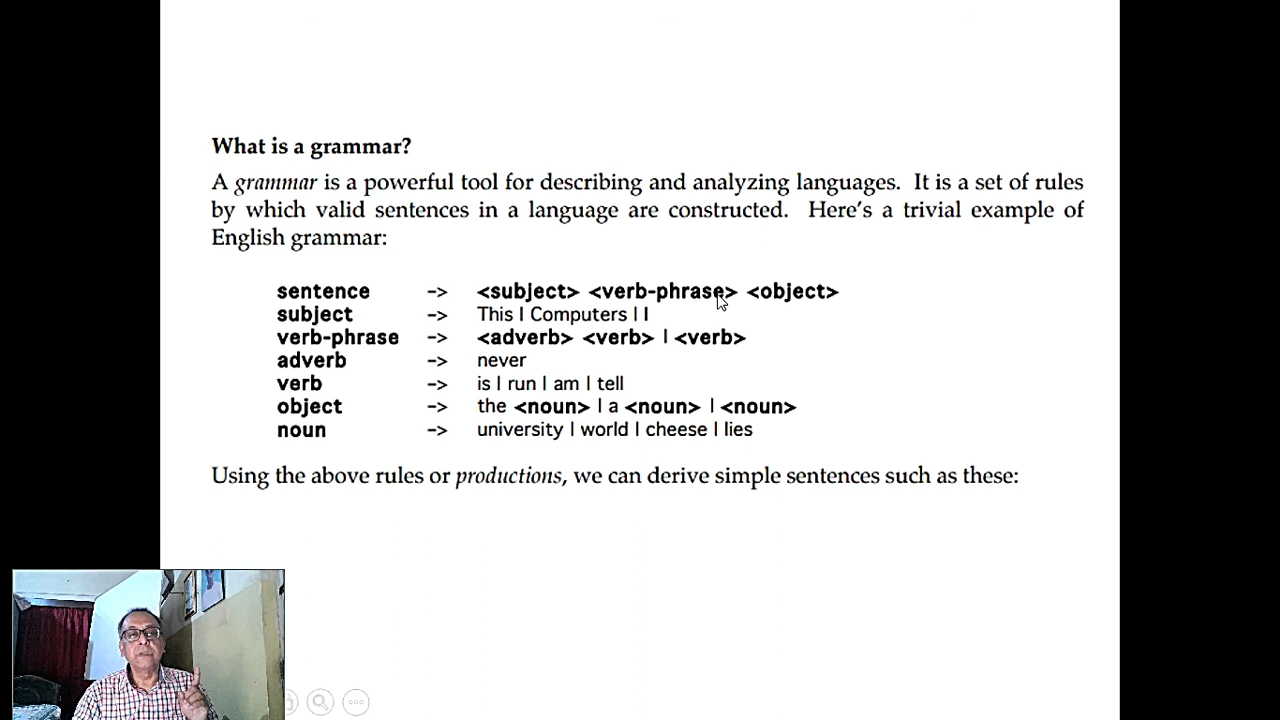 What is a grammar?
A grammar is a powerful tool for describing and analyzing languages. It is a set of rules
by which valid sentences in a language are constructed. Here's a trivial example of
English grammar:
sentence –> <subject> <verb-phrase> <object>
subject –> This | Computers | I
verb-phrase –> <adverb> <verb> | <verb>
adverb –> never
verb –> is | run | am | tell
object –> the <noun> | a <noun> | <noun>
noun –> university | world | cheese | lies
Using the above rules or productions, we can derive simple sentences such as these: